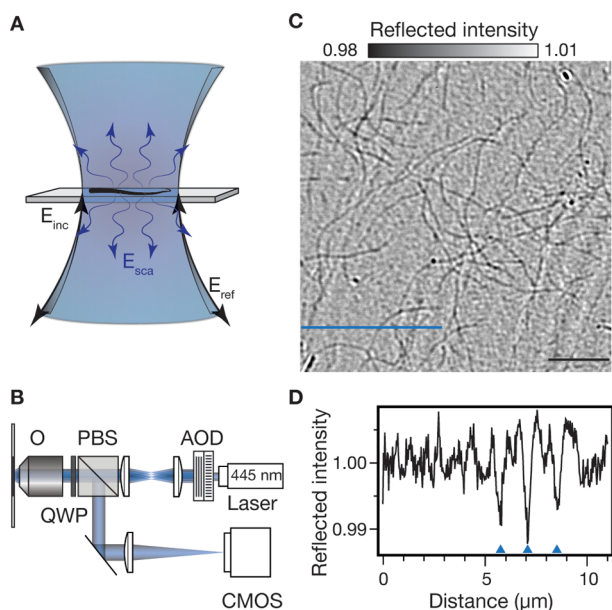 A
E_inc
E_sca
E_ref
B
O
PBS
AOD
445 nm
Laser
QWP
CMOS
C
Reflected intensity
0.98
1.01
D
Reflected intensity
1.00
0.99
0
5
10
Distance (μm)